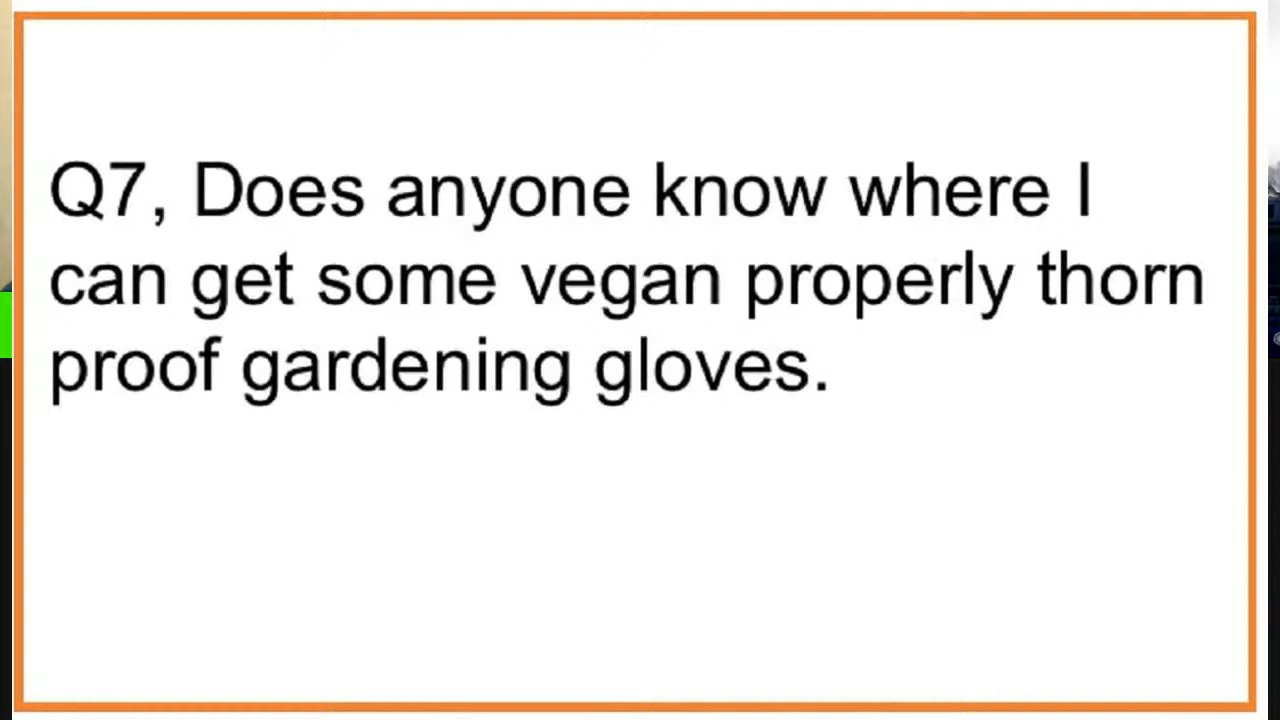 Q7, Does anyone know where I
can get some vegan properly thorn
proof gardening gloves.